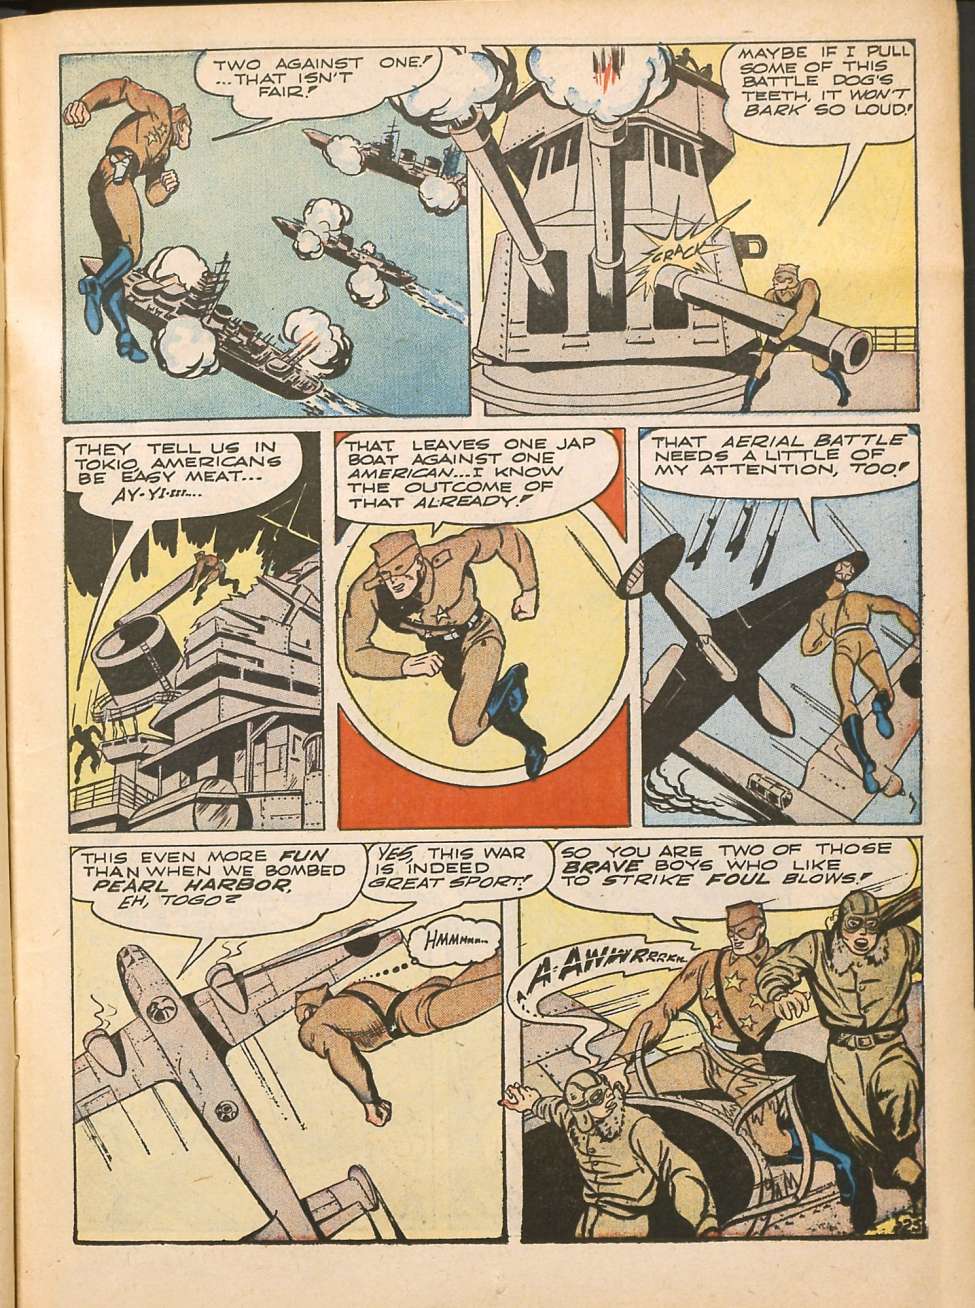 TWO AGAINST ONE!
...THAT ISN'T
FAIR!
MAYBE IF I PULL
SOME OF THIS
BATTLE DOG'S
TEETH, IT WON'T
BARK SO LOUD!
CRACK
THEY TELL US IN
TOKIO, AMERICANS
BE EASY MEAT...
AY-YI-III...
THAT LEAVES ONE JAP
BOAT AGAINST ONE
AMERICAN...I KNOW
THE OUTCOME OF
THAT ALREADY!
THAT AERIAL BATTLE
NEEDS A LITTLE OF
MY ATTENTION, TOO!
THIS EVEN MORE FUN
THAN WHEN WE BOMBED
PEARL HARBOR,
EH, TOGO?
YES, THIS WAR
IS INDEED
GREAT SPORT!
HMMMMM...
SO YOU ARE TWO OF THOSE
BRAVE BOYS WHO LIKE
TO STRIKE FOUL BLOWS!
A-AWWRRRKH..